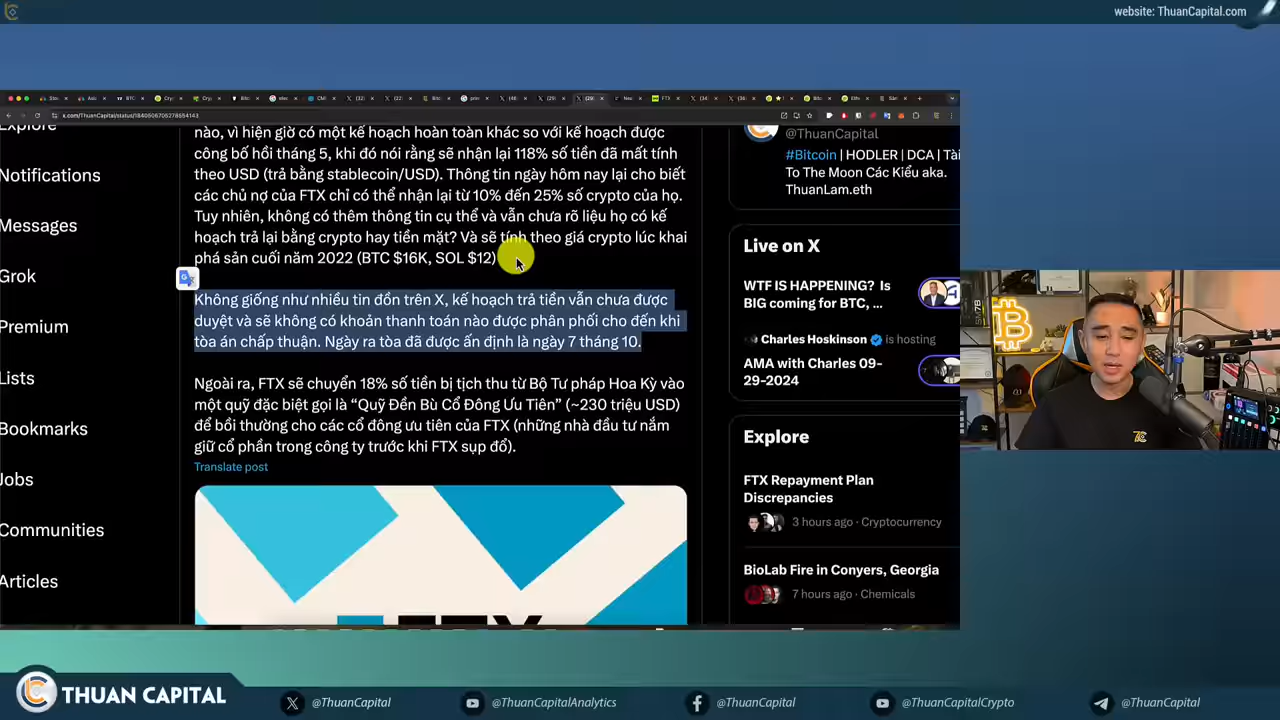 website: ThuanCapital.com
x.com/ThuanCapital/status/1840506705278554143
Explore
Notifications
Messages
Grok
Premium
Lists
Bookmarks
Jobs
Communities
Articles
nào, vì hiện giờ có một kế hoạch hoàn toàn khác so với kế hoạch được
công bố hồi tháng 5, khi đó nói rằng sẽ nhận lại 118% số tiền đã mất tính
theo USD (trả bằng stablecoin/USD). Thông tin ngày hôm nay lại cho biết
các chủ nợ của FTX chỉ có thể nhận lại từ 10% đến 25% số crypto của họ.
Tuy nhiên, không có thêm thông tin cụ thể và vẫn chưa rõ liệu họ có kế
hoạch trả lại bằng crypto hay tiền mặt? Và sẽ tính theo giá crypto lúc khai
phá sản cuối năm 2022 (BTC $16K, SOL $12)
Không giống như nhiều tin đồn trên X, kế hoạch trả tiền vẫn chưa được
duyệt và sẽ không có khoản thanh toán nào được phân phối cho đến khi
tòa án chấp thuận. Ngày ra tòa đã được ấn định là ngày 7 tháng 10.
Ngoài ra, FTX sẽ chuyển 18% số tiền bị tịch thu từ Bộ Tư pháp Hoa Kỳ vào
một quỹ đặc biệt gọi là “Quỹ Đền Bù Cổ Đông Ưu Tiên” (~230 triệu USD)
để bồi thường cho các cổ đông ưu tiên của FTX (những nhà đầu tư nắm
giữ cổ phần trong công ty trước khi FTX sụp đổ).
Translate post
FTX
@ThuanCapital
#Bitcoin | HODLER | DCA | Tài
To The Moon Các Kiểu aka.
ThuanLam.eth
Live on X
WTF IS HAPPENING? Is
BIG coming for BTC, ...
Charles Hoskinson is hosting
AMA with Charles 09-
29-2024
Explore
FTX Repayment Plan
Discrepancies
3 hours ago · Cryptocurrency
BioLab Fire in Conyers, Georgia
7 hours ago · Chemicals
THUAN CAPITAL
@ThuanCapital
@ThuanCapitalAnalytics
@ThuanCapital
@ThuanCapitalCrypto
@ThuanCapital